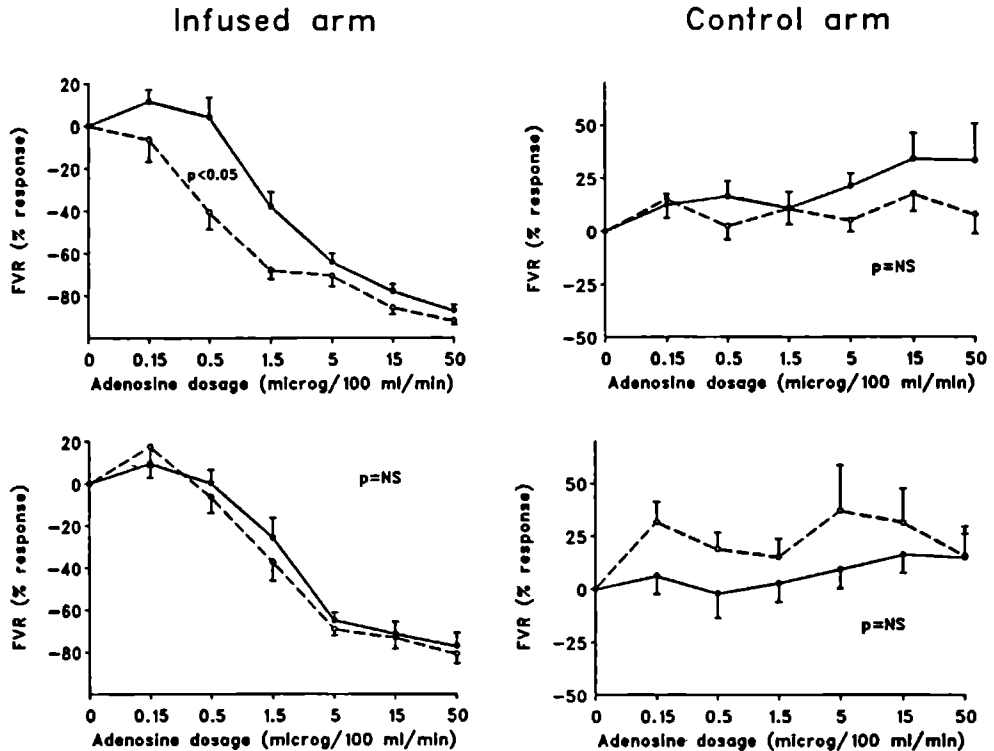 Infused arm
Control arm
FVR (% response)
20
0
−20
−40
−60
−80
p<0.05
0 0.15 0.5 1.5 5 15 50
Adenosine dosage (microg/100 ml/min)
FVR (% response)
50
25
0
−25
−50
p=NS
0 0.15 0.5 1.5 5 15 50
Adenosine dosage (microg/100 ml/min)
FVR (% response)
20
0
−20
−40
−60
−80
p=NS
0 0.15 0.5 1.5 5 15 50
Adenosine dosage (microg/100 ml/min)
FVR (% response)
50
25
0
−25
−50
p=NS
0 0.15 0.5 1.5 5 15 50
Adenosine dosage (microg/100 ml/min)